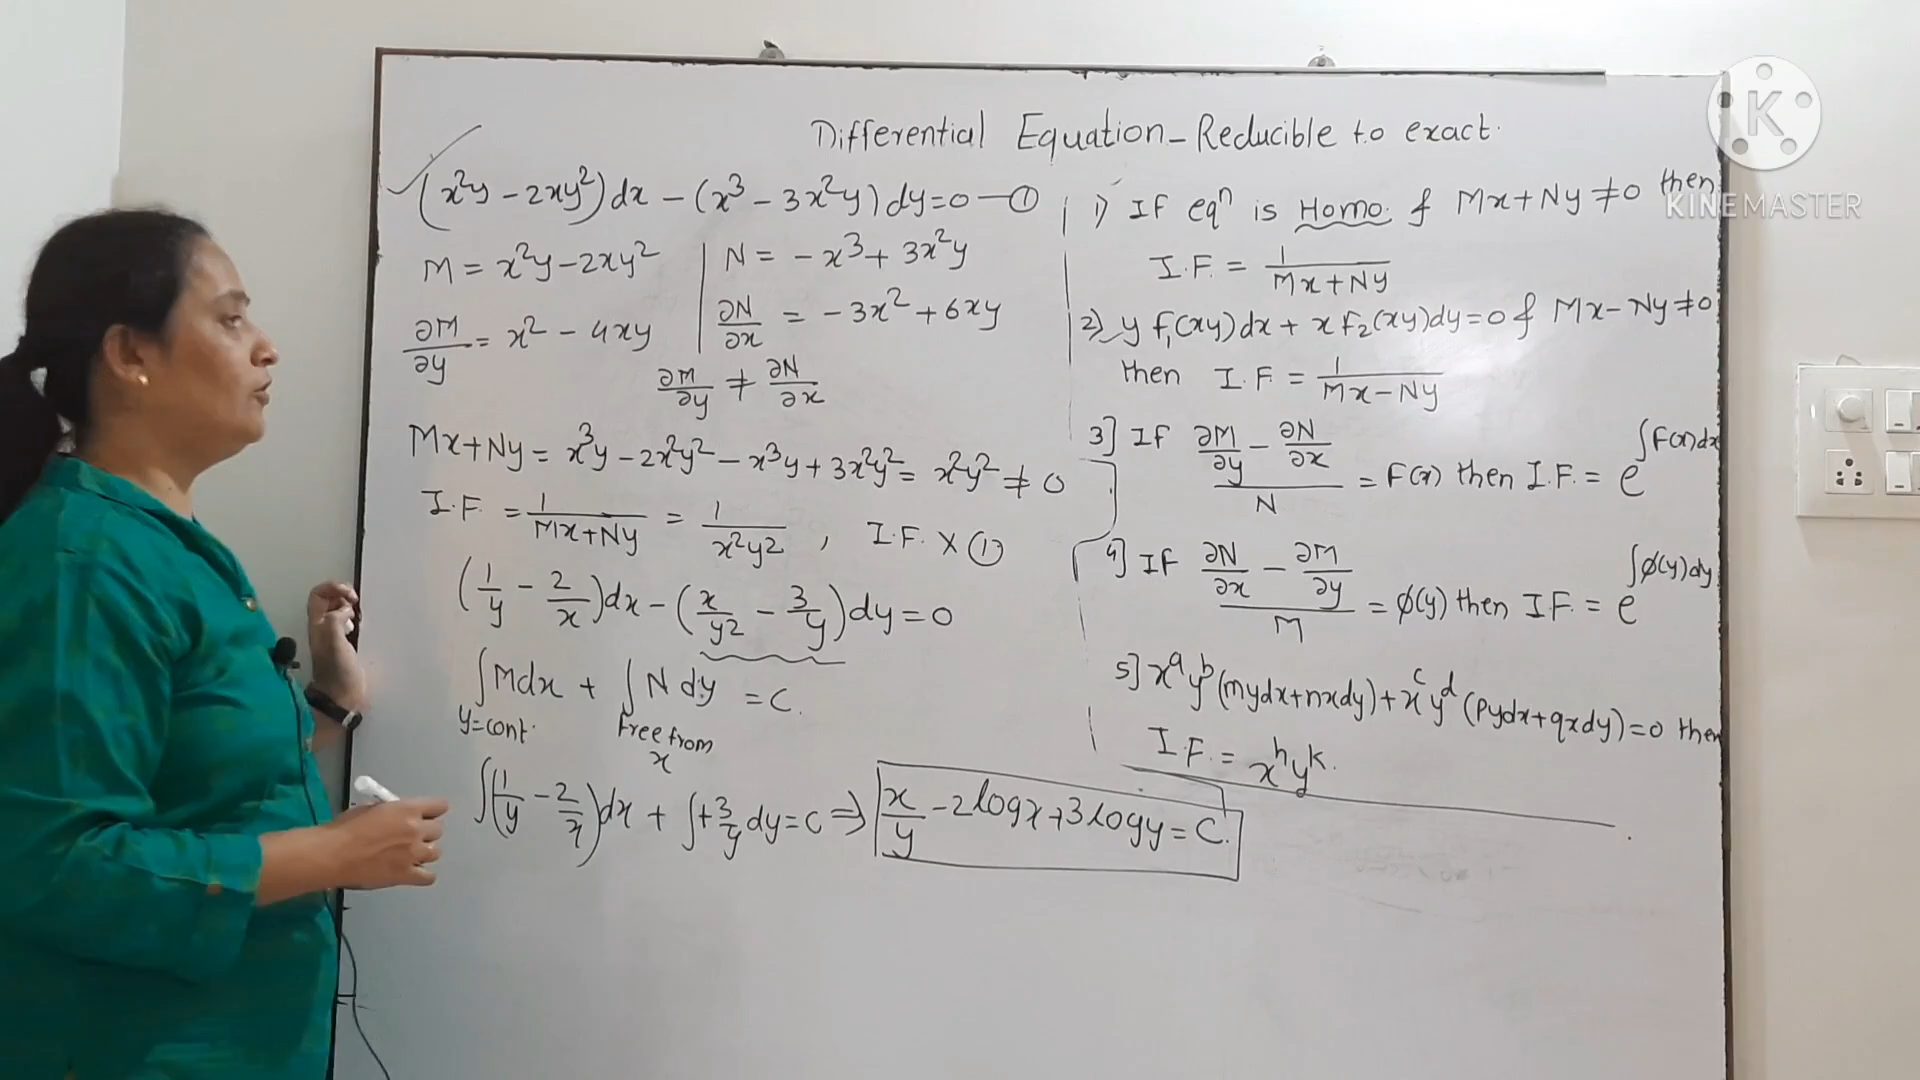 Differential Equation - Reducible to exact.
(x²y - 2xy²)dx - (x³ - 3x²y)dy = 0 — ①
M = x²y - 2xy² | N = -x³ + 3x²y
∂M/∂y = x² - 4xy | ∂N/∂x = -3x² + 6xy
∂M/∂y ≠ ∂N/∂x
Mx + Ny = x³y - 2x²y² - x³y + 3x²y² = x²y² ≠ 0
I.F. = 1/(Mx+Ny) = 1/(x²y²) , I.F. × ①
(1/y - 2/x)dx - (x/y² - 3/y)dy = 0
∫Mdx + ∫N dy = C.
y=cont. Free from
x
∫(1/y - 2/x)dx + ∫+3/y dy = C ⇒ x/y - 2logx + 3logy = C.
1) If eqⁿ is Homo. & Mx+Ny ≠ 0 then
I.F. = 1/(Mx+Ny)
2) y f₁(xy)dx + x f₂(xy)dy = 0 & Mx-Ny ≠ 0
then I.F. = 1/(Mx-Ny)
3] If (∂M/∂y - ∂N/∂x)/N = F(x) then I.F. = e^∫F(x)dx
4] If (∂N/∂x - ∂M/∂y)/M = ϕ(y) then I.F. = e^∫ϕ(y)dy
5] xᵃyᵇ(mydx+nxdy) + xᶜyᵈ(pydx+qxdy) = 0 then
I.F. = xʰyᵏ.
K
KINEMASTER